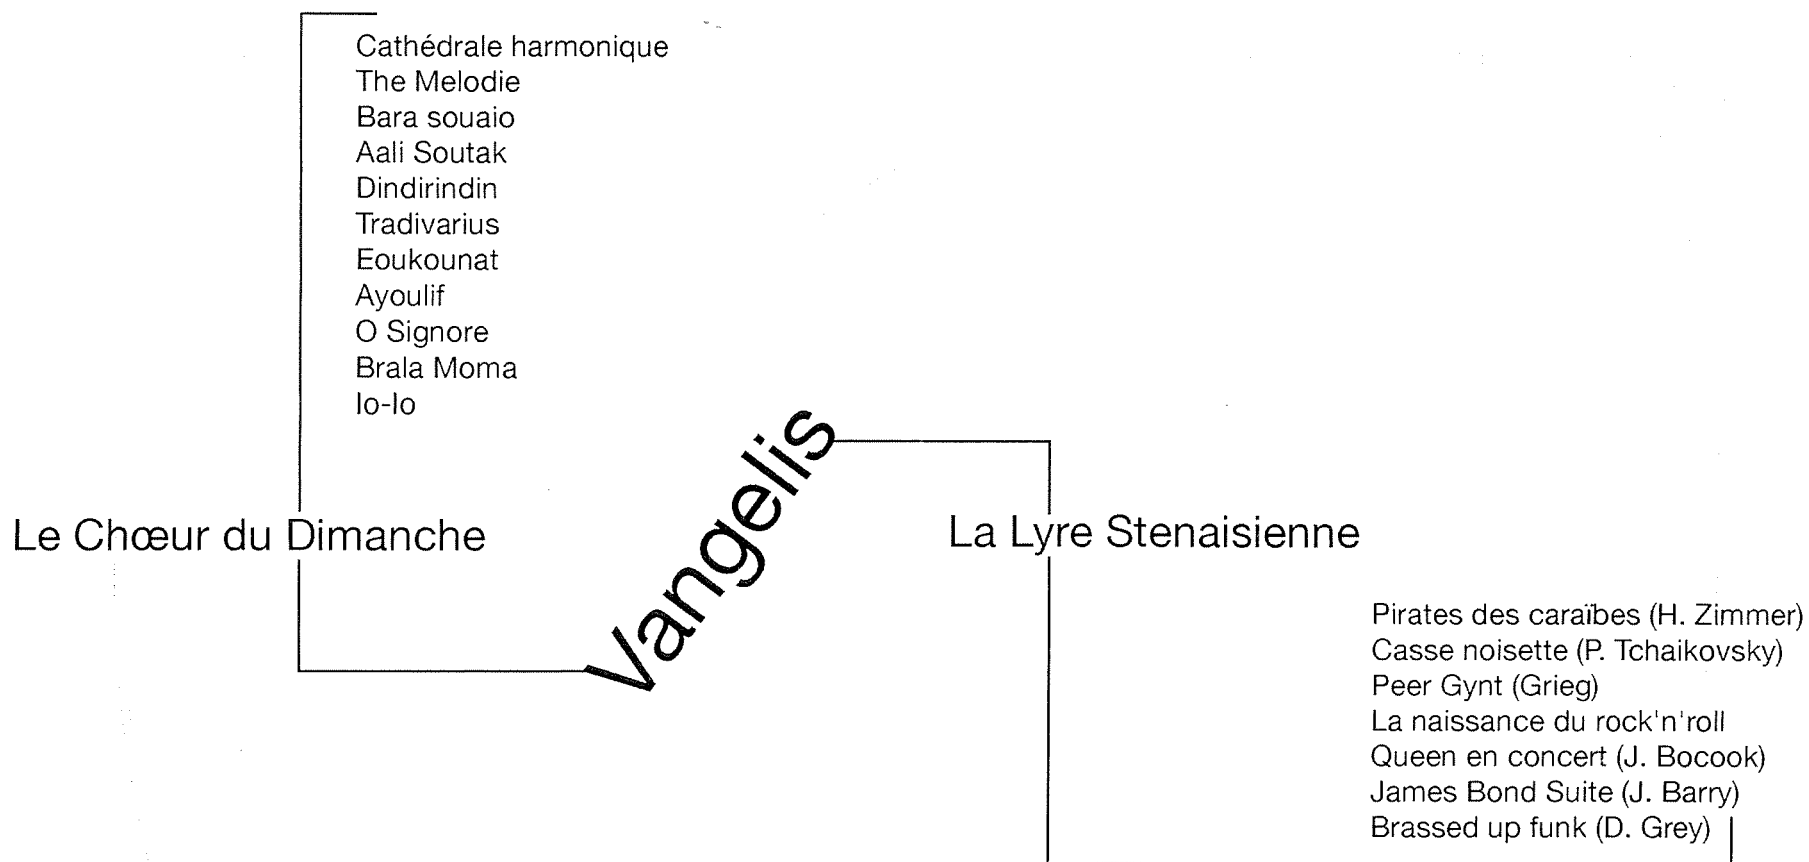 Cathédrale harmonique
The Melodie
Bara souaio
Aali Soutak
Dindirindin
Tradivarius
Eoukounat
Ayoulif
O Signore
Brala Moma
Io-Io
Vangelis
Le Chœur du Dimanche
La Lyre Stenaisienne
Pirates des caraïbes (H. Zimmer)
Casse noisette (P. Tchaikovsky)
Peer Gynt (Grieg)
La naissance du rock'n'roll
Queen en concert (J. Bocook)
James Bond Suite (J. Barry)
Brassed up funk (D. Grey)